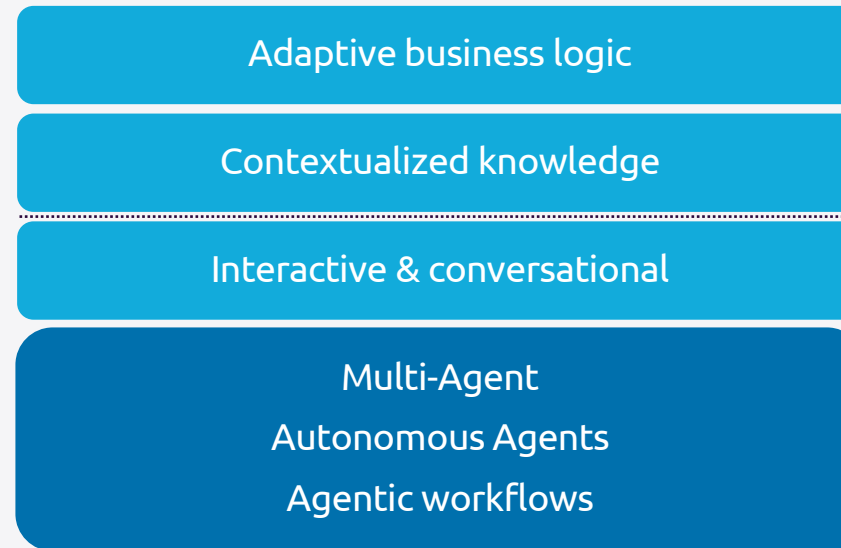 Adaptive business logic
Contextualized knowledge
Interactive & conversational
Multi-Agent
Autonomous Agents
Agentic workflows